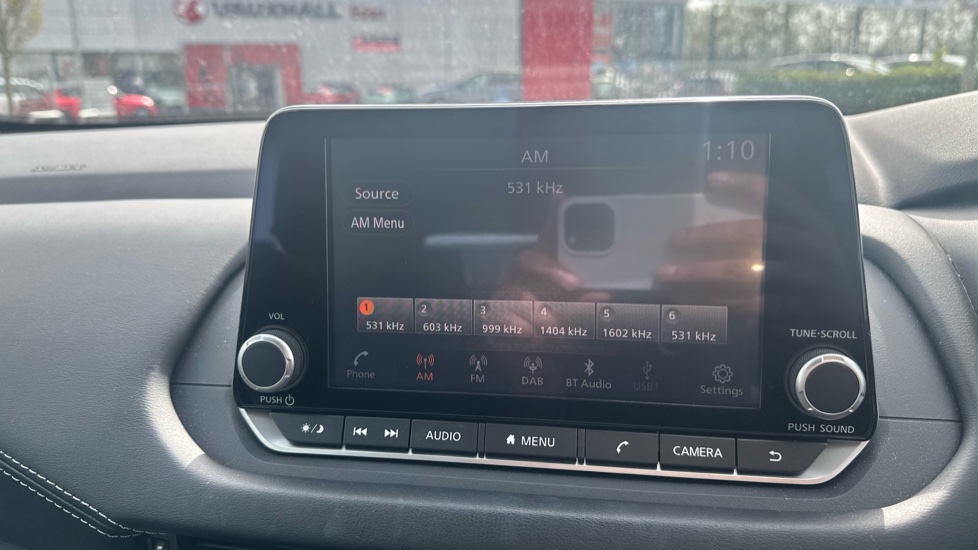 VAUXHALL
AM
1:10
531 kHz
Source
AM Menu
1 2 3 4 5 6
531 kHz 603 kHz 999 kHz 1404 kHz 1602 kHz 531 kHz
Phone AM FM DAB BT Audio USB1 Settings
VOL
PUSH
TUNE·SCROLL
PUSH SOUND
AUDIO MENU CAMERA